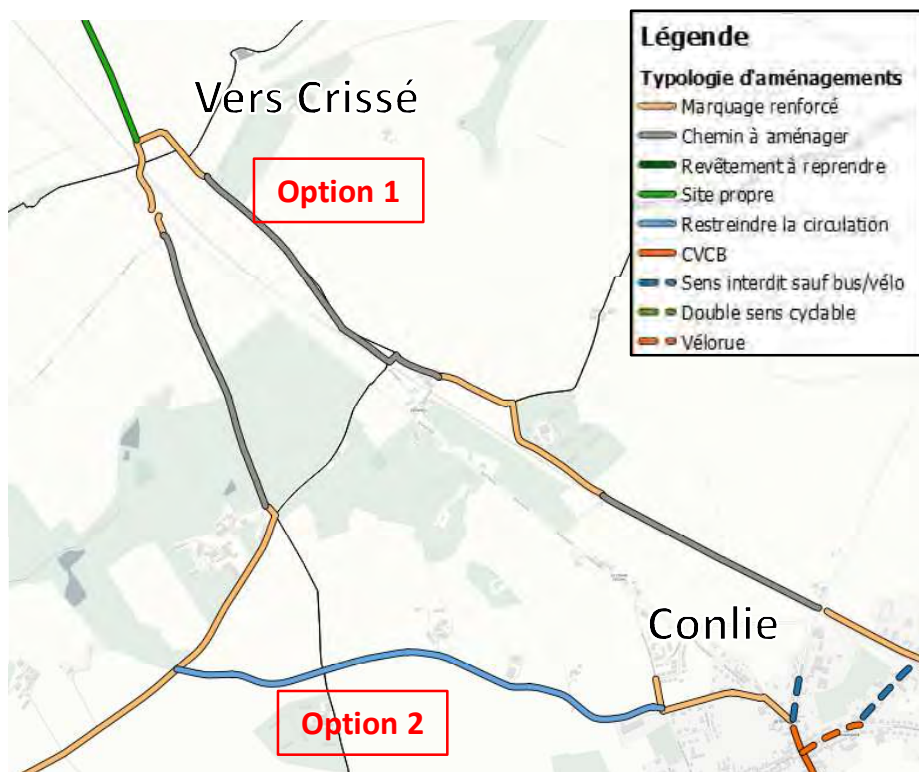 Légende
Typologie d'aménagements
Marquage renforcé
Chemin à aménager
Revêtement à reprendre
Site propre
Restreindre la circulation
CVCB
Sens interdit sauf bus/vélo
Double sens cyclable
Vélorue
Vers Crissé
Option 1
Conlie
Option 2